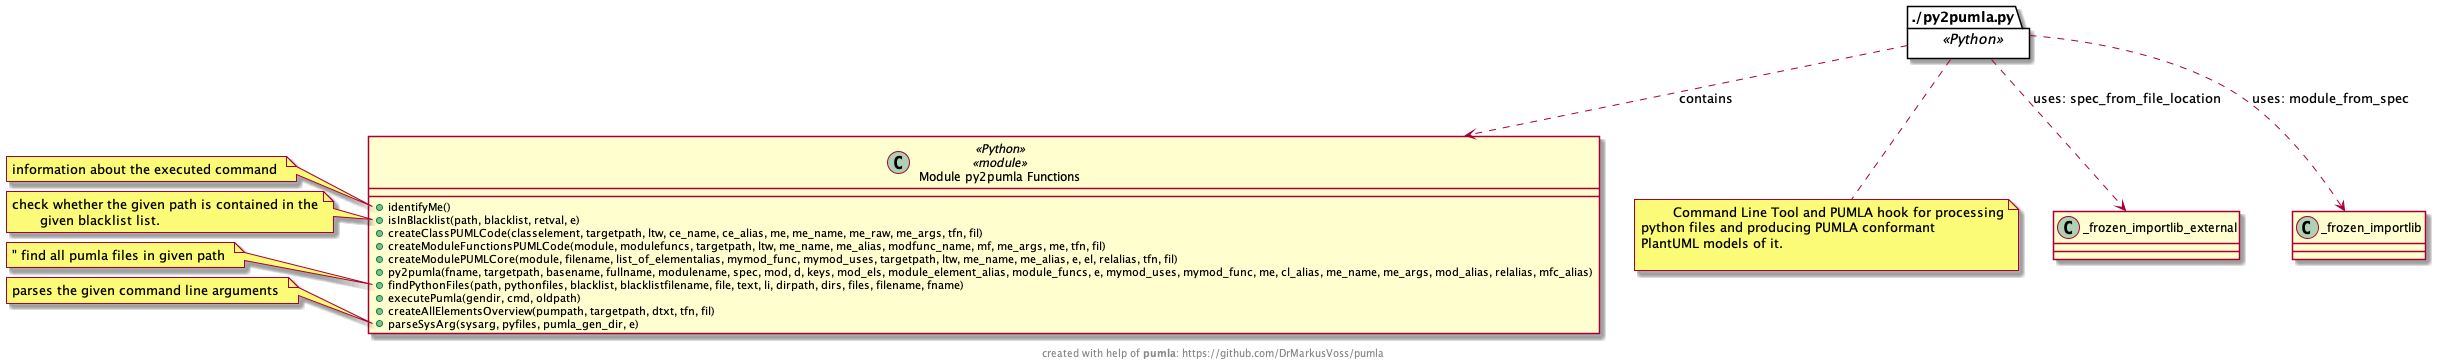 ./py2pumla.py
«Python»
contains
uses: spec_from_file_location
uses: module_from_spec
C
«Python»
«module»
Module py2pumla Functions
information about the executed command
check whether the given path is contained in the
given blacklist list.
" find all pumla files in given path
parses the given command line arguments
identifyMe()
isInBlacklist(path, blacklist, retval, e)
createClassPUMLCode(classelement, targetpath, ltw, ce_name, ce_alias, me, me_name, me_raw, me_args, tfn, fil)
createModuleFunctionsPUMLCode(module, modulefuncs, targetpath, ltw, me_name, me_alias, modfunc_name, mf, me_args, me, tfn, fil)
createModulePUMLCore(module, filename, list_of_elementalias, mymod_func, mymod_uses, targetpath, ltw, me_name, me_alias, e, el, relalias, tfn, fil)
py2pumla(fname, targetpath, basename, fullname, modulename, spec, mod, d, keys, mod_els, module_element_alias, module_funcs, e, mymod_uses, mymod_func, me, cl_alias, me_name, me_args, mod_alias, relalias, mfc_alias)
findPythonFiles(path, pythonfiles, blacklist, blacklistfilename, file, text, li, dirpath, dirs, files, filename, fname)
executePumla(gendir, cmd, oldpath)
createAllElementsOverview(pumpath, targetpath, dtxt, tfn, fil)
parseSysArg(sysarg, pyfiles, pumla_gen_dir, e)
Command Line Tool and PUMLA hook for processing
python files and producing PUMLA conformant
PlantUML models of it.
C _frozen_importlib_external
C _frozen_importlib
created with help of pumla: https://github.com/DrMarkusVoss/pumla